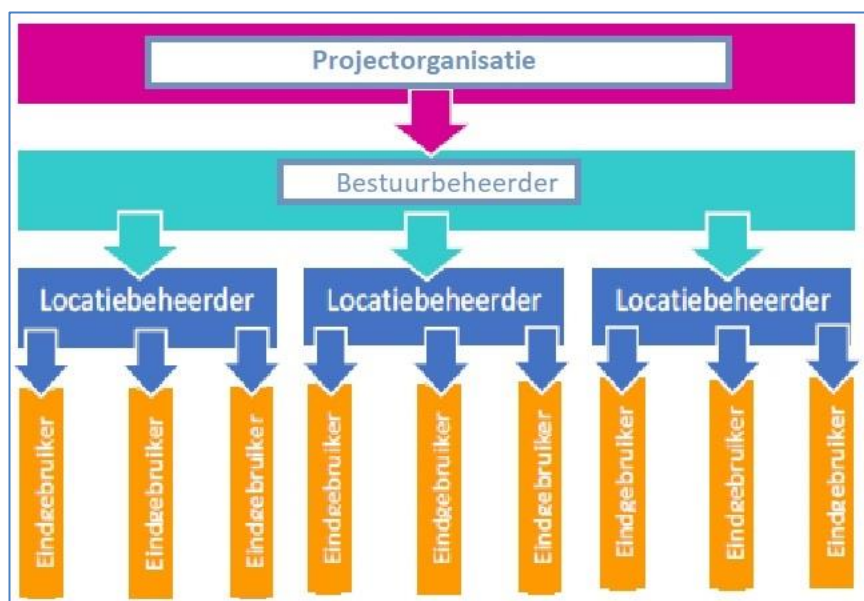 Projectorganisatie
Bestuurbeheerder
Locatiebeheerder
Locatiebeheerder
Locatiebeheerder
Eindgebruiker
Eindgebruiker
Eindgebruiker
Eindgebruiker
Eindgebruiker
Eindgebruiker
Eindgebruiker
Eindgebruiker
Eindgebruiker